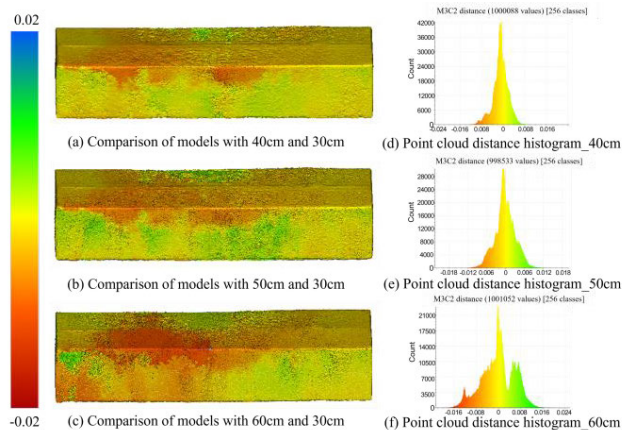 0.02
-0.02
(a) Comparison of models with 40cm and 30cm
(b) Comparison of models with 50cm and 30cm
(c) Comparison of models with 60cm and 30cm
M3C2 distance (1000088 values) [256 classes]
Count
42000
36000
30000
24000
18000
12000
6000
0
-0.024 -0.016 0.008 0 0.008 0.016
(d) Point cloud distance histogram_40cm
M3C2 distance (998533 values) [256 classes]
Count
28000
24000
20000
16000
12000
8000
4000
0
-0.018 -0.012 0.006 0 0.006 0.012 0.018
(e) Point cloud distance histogram_50cm
M3C2 distance (1001052 values) [256 classes]
Count
21000
17500
14000
10500
7000
3500
0
-0.016 0.008 0 0.008 0.016 0.024
(f) Point cloud distance histogram_60cm